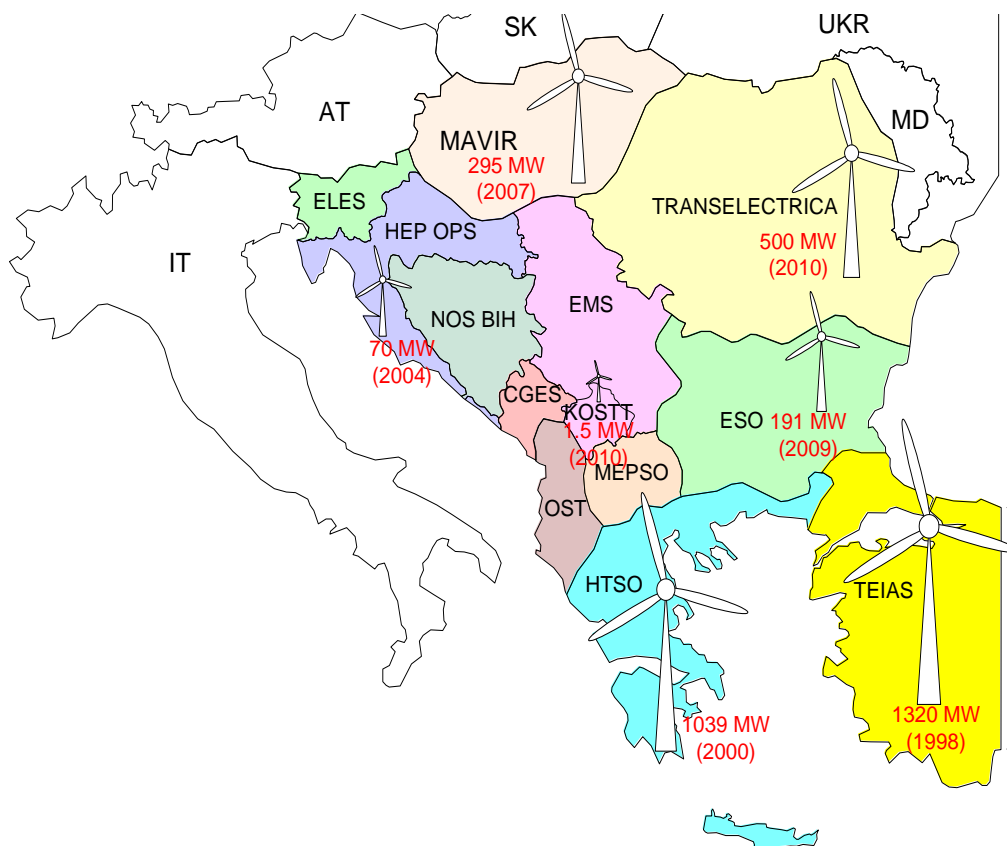 SK
UKR
AT
MD
MAVIR
295 MW
(2007)
ELES
TRANSELECTRICA
HEP OPS
500 MW
(2010)
IT
NOS BIH
EMS
70 MW
(2004)
CGES
KOSTT
1.5 MW
(2010)
ESO
191 MW
(2009)
MEPSO
OST
HTSO
TEIAS
1039 MW
(2000)
1320 MW
(1998)